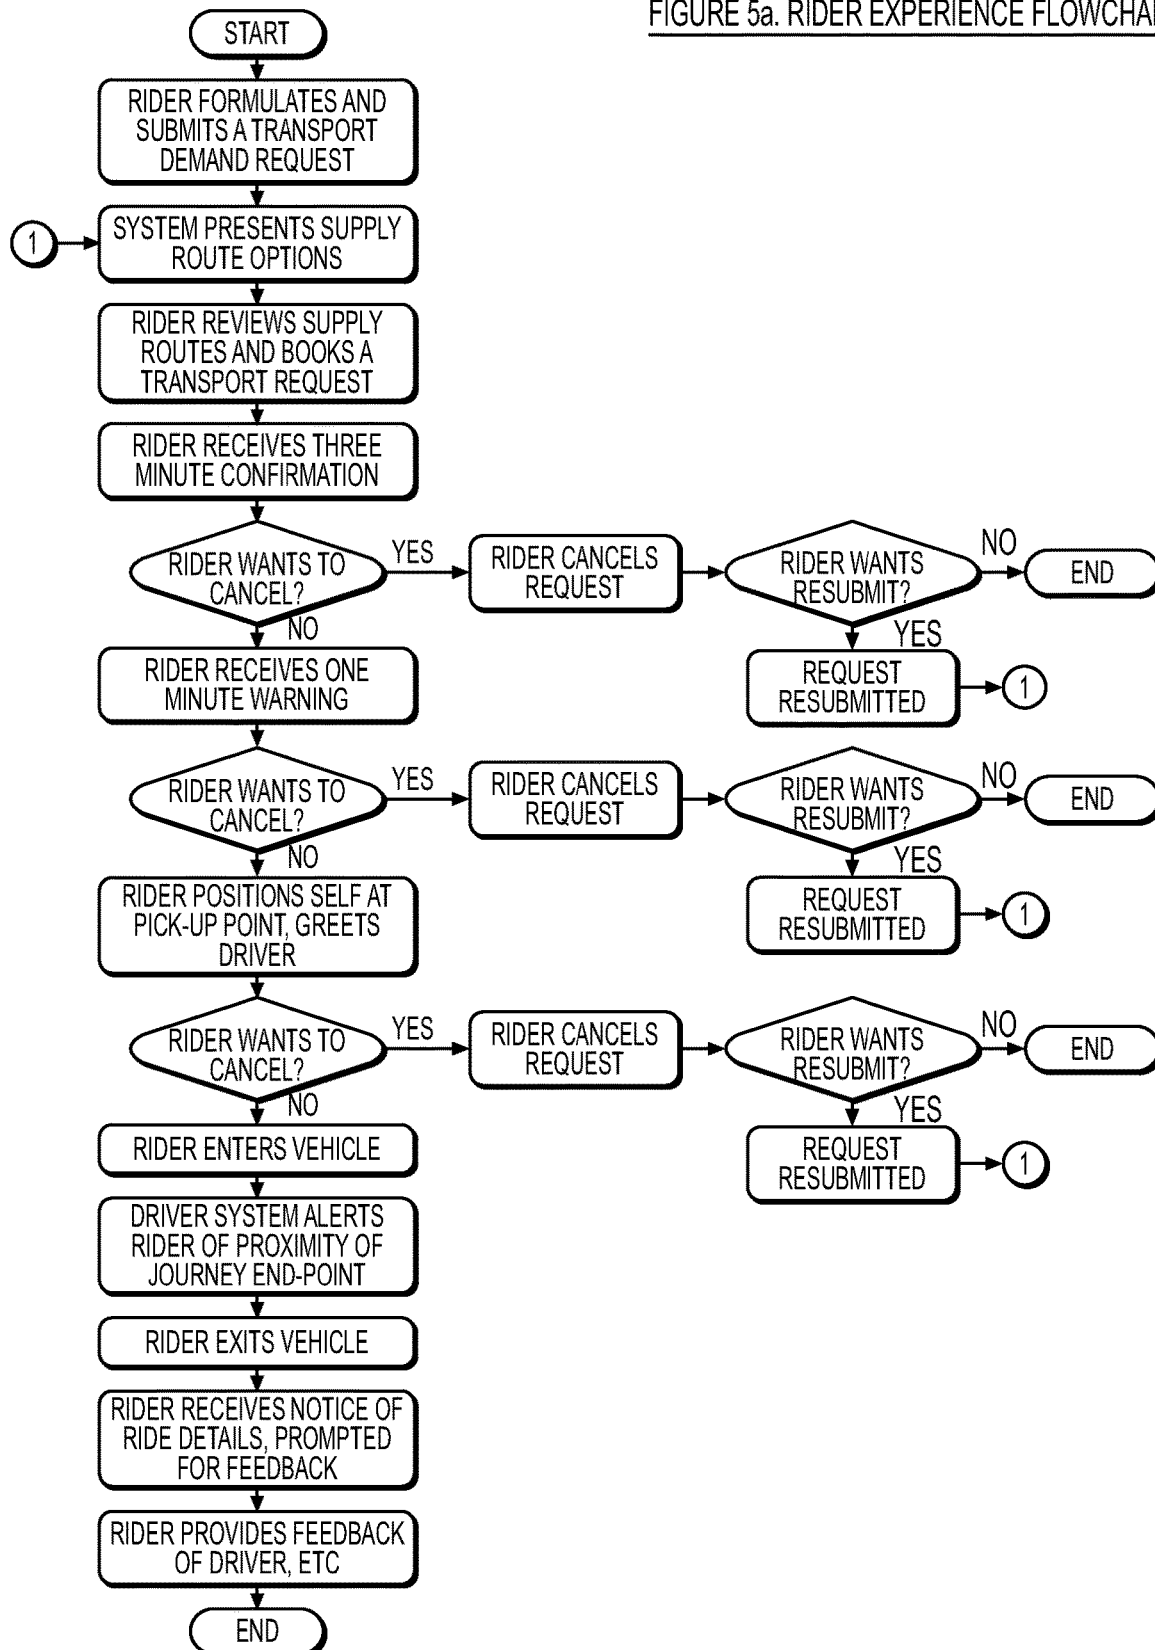 FIGURE 5a. RIDER EXPERIENCE FLOWCHA
START
RIDER FORMULATES AND
SUBMITS A TRANSPORT
DEMAND REQUEST
1
SYSTEM PRESENTS SUPPLY
ROUTE OPTIONS
RIDER REVIEWS SUPPLY
ROUTES AND BOOKS A
TRANSPORT REQUEST
RIDER RECEIVES THREE
MINUTE CONFIRMATION
RIDER WANTS TO
CANCEL?
YES
RIDER CANCELS
REQUEST
RIDER WANTS
RESUBMIT?
NO
END
NO
YES
RIDER RECEIVES ONE
MINUTE WARNING
REQUEST
RESUBMITTED
1
RIDER WANTS TO
CANCEL?
YES
RIDER CANCELS
REQUEST
RIDER WANTS
RESUBMIT?
NO
END
NO
YES
RIDER POSITIONS SELF AT
PICK-UP POINT, GREETS
DRIVER
REQUEST
RESUBMITTED
1
RIDER WANTS TO
CANCEL?
YES
RIDER CANCELS
REQUEST
RIDER WANTS
RESUBMIT?
NO
END
NO
YES
RIDER ENTERS VEHICLE
REQUEST
RESUBMITTED
1
DRIVER SYSTEM ALERTS
RIDER OF PROXIMITY OF
JOURNEY END-POINT
RIDER EXITS VEHICLE
RIDER RECEIVES NOTICE OF
RIDE DETAILS, PROMPTED
FOR FEEDBACK
RIDER PROVIDES FEEDBACK
OF DRIVER, ETC
END